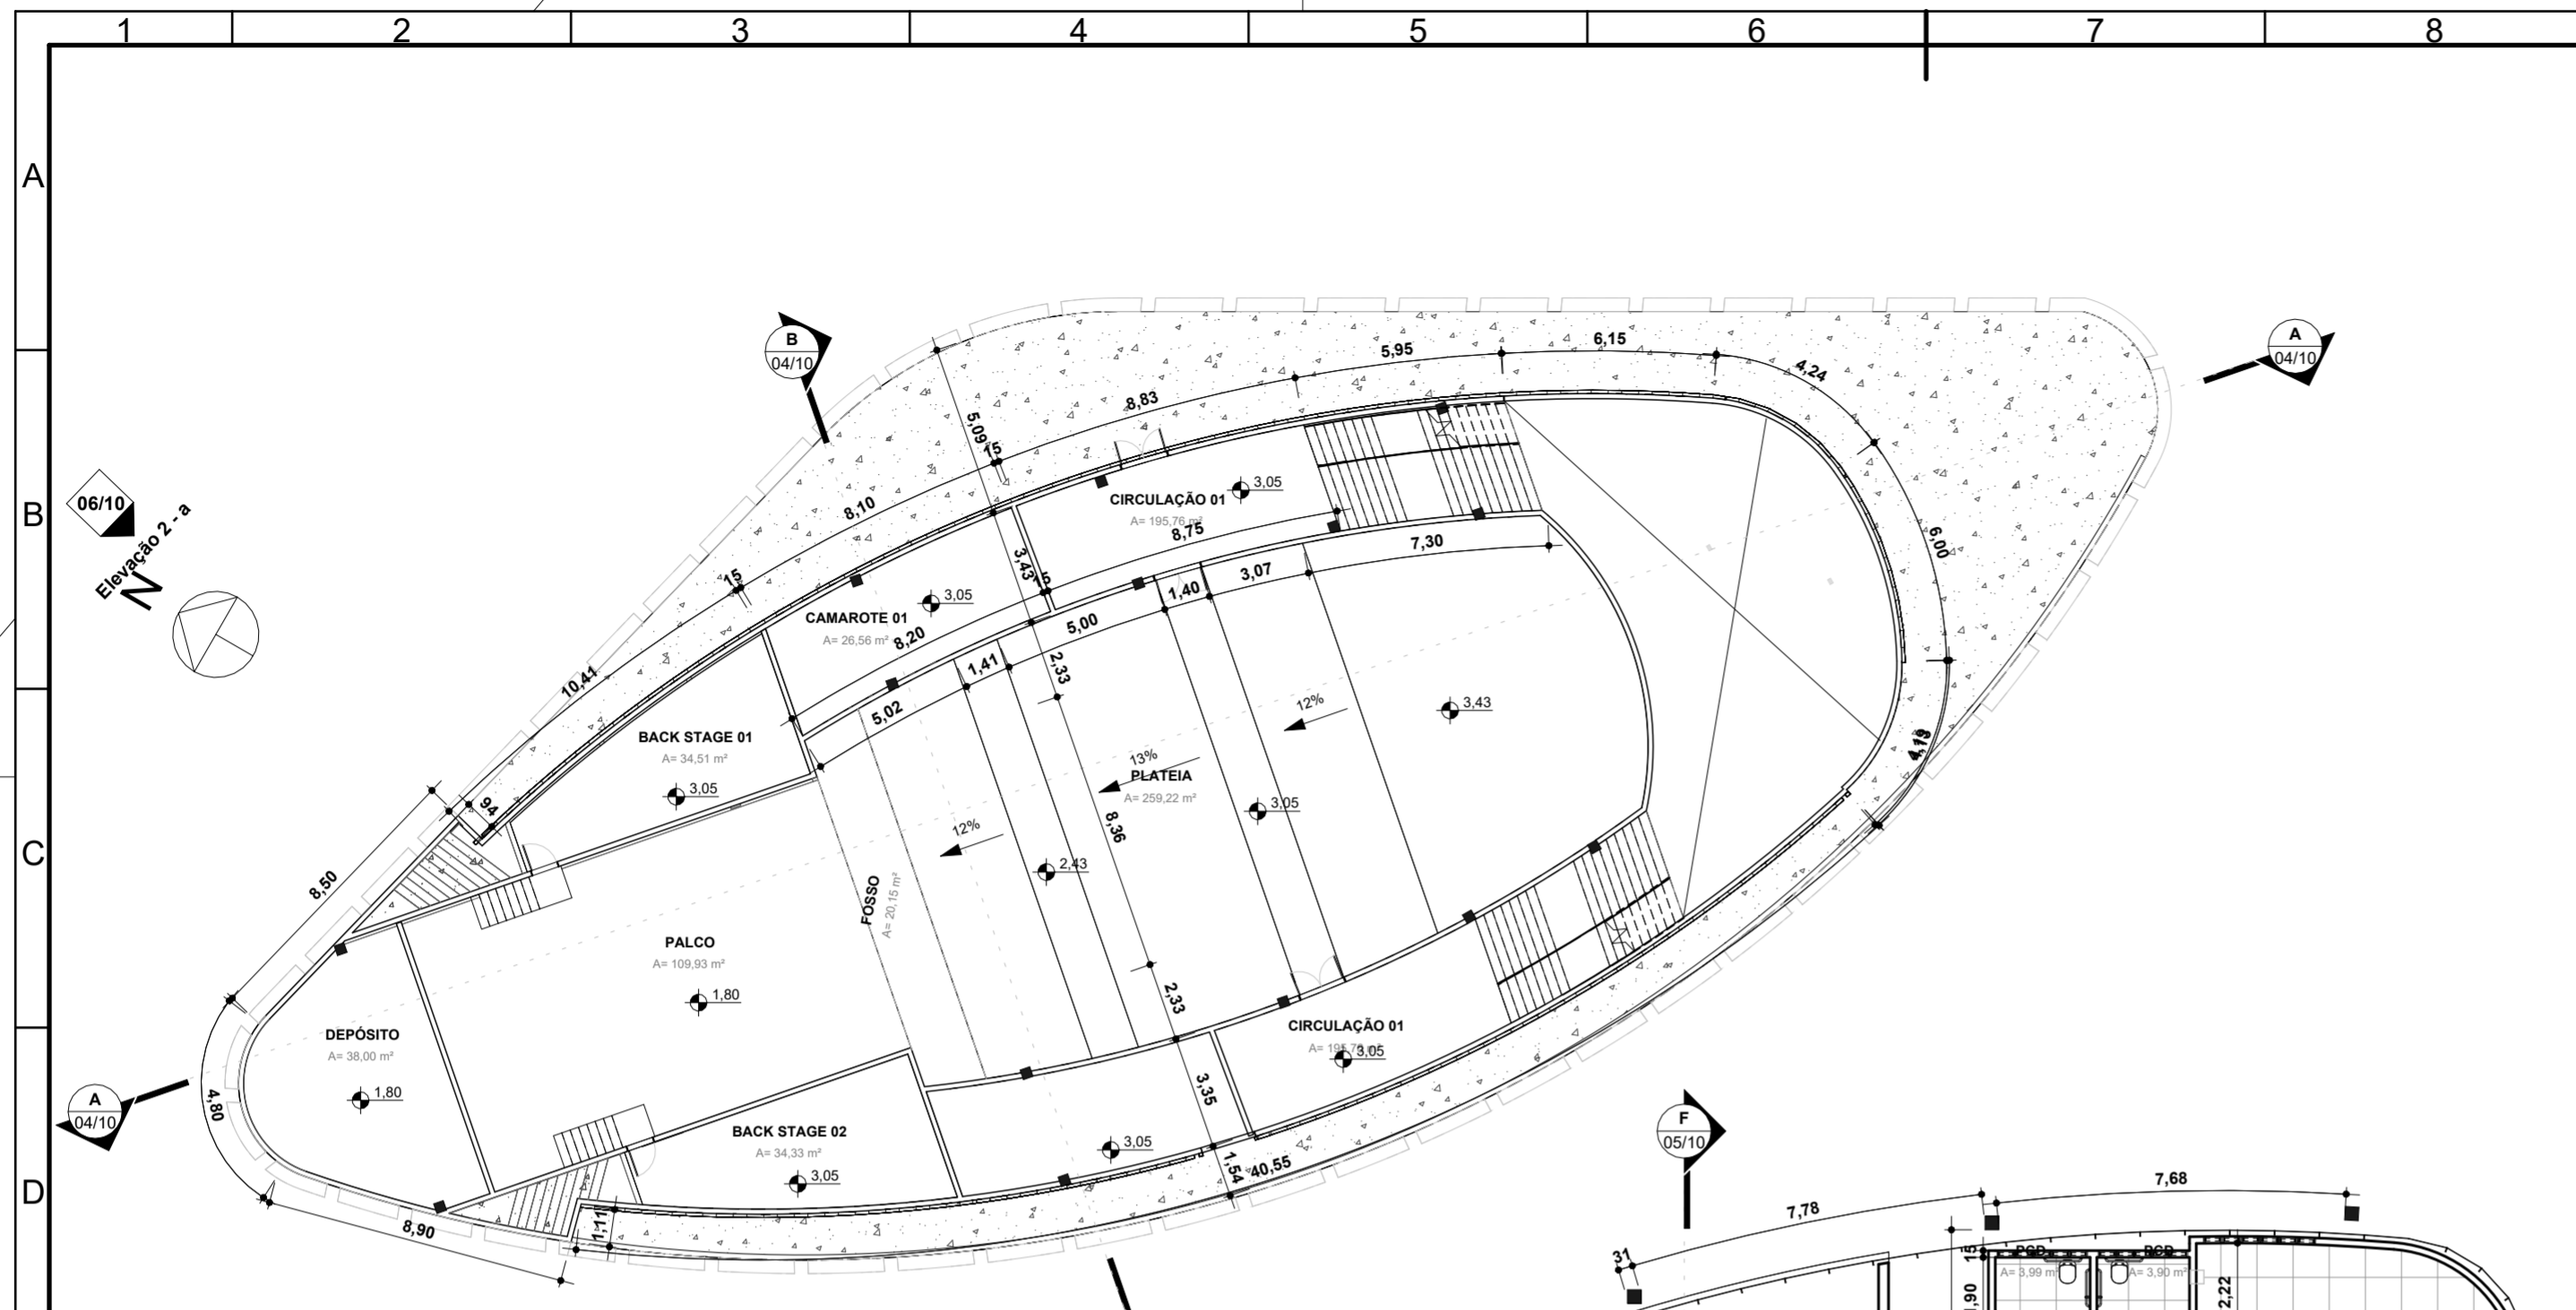 1 2 3 4 5 6 7 8
A
B
C
D
B
04/10
A
04/10
06/10
Elevação 2 - a
N
5,95
6,15
4,24
8,83
5,09
15
8,10
15
10,41
6,00
CIRCULAÇÃO 01
A= 195,76 m²
3,05
8,75
3,43
15
7,30
3,07
1,40
5,00
CAMAROTE 01
A= 26,56 m²
3,05
8,20
1,41
2,33
5,02
BACK STAGE 01
A= 34,51 m²
3,05
94
8,50
12%
3,43
13%
PLATEIA
A= 259,22 m²
3,05
8,36
12%
2,43
FOSSO
A= 20,15 m²
PALCO
A= 109,93 m²
1,80
2,33
DEPÓSITO
A= 38,00 m²
1,80
4,80
A
04/10
CIRCULAÇÃO 01
3,05
3,35
BACK STAGE 02
A= 34,33 m²
3,05
3,05
1,54
40,55
1,11
8,90
F
05/10
7,78
7,68
31
15
PCD
PCD
A= 3,99 m²
A= 3,90 m²
,90
2,22